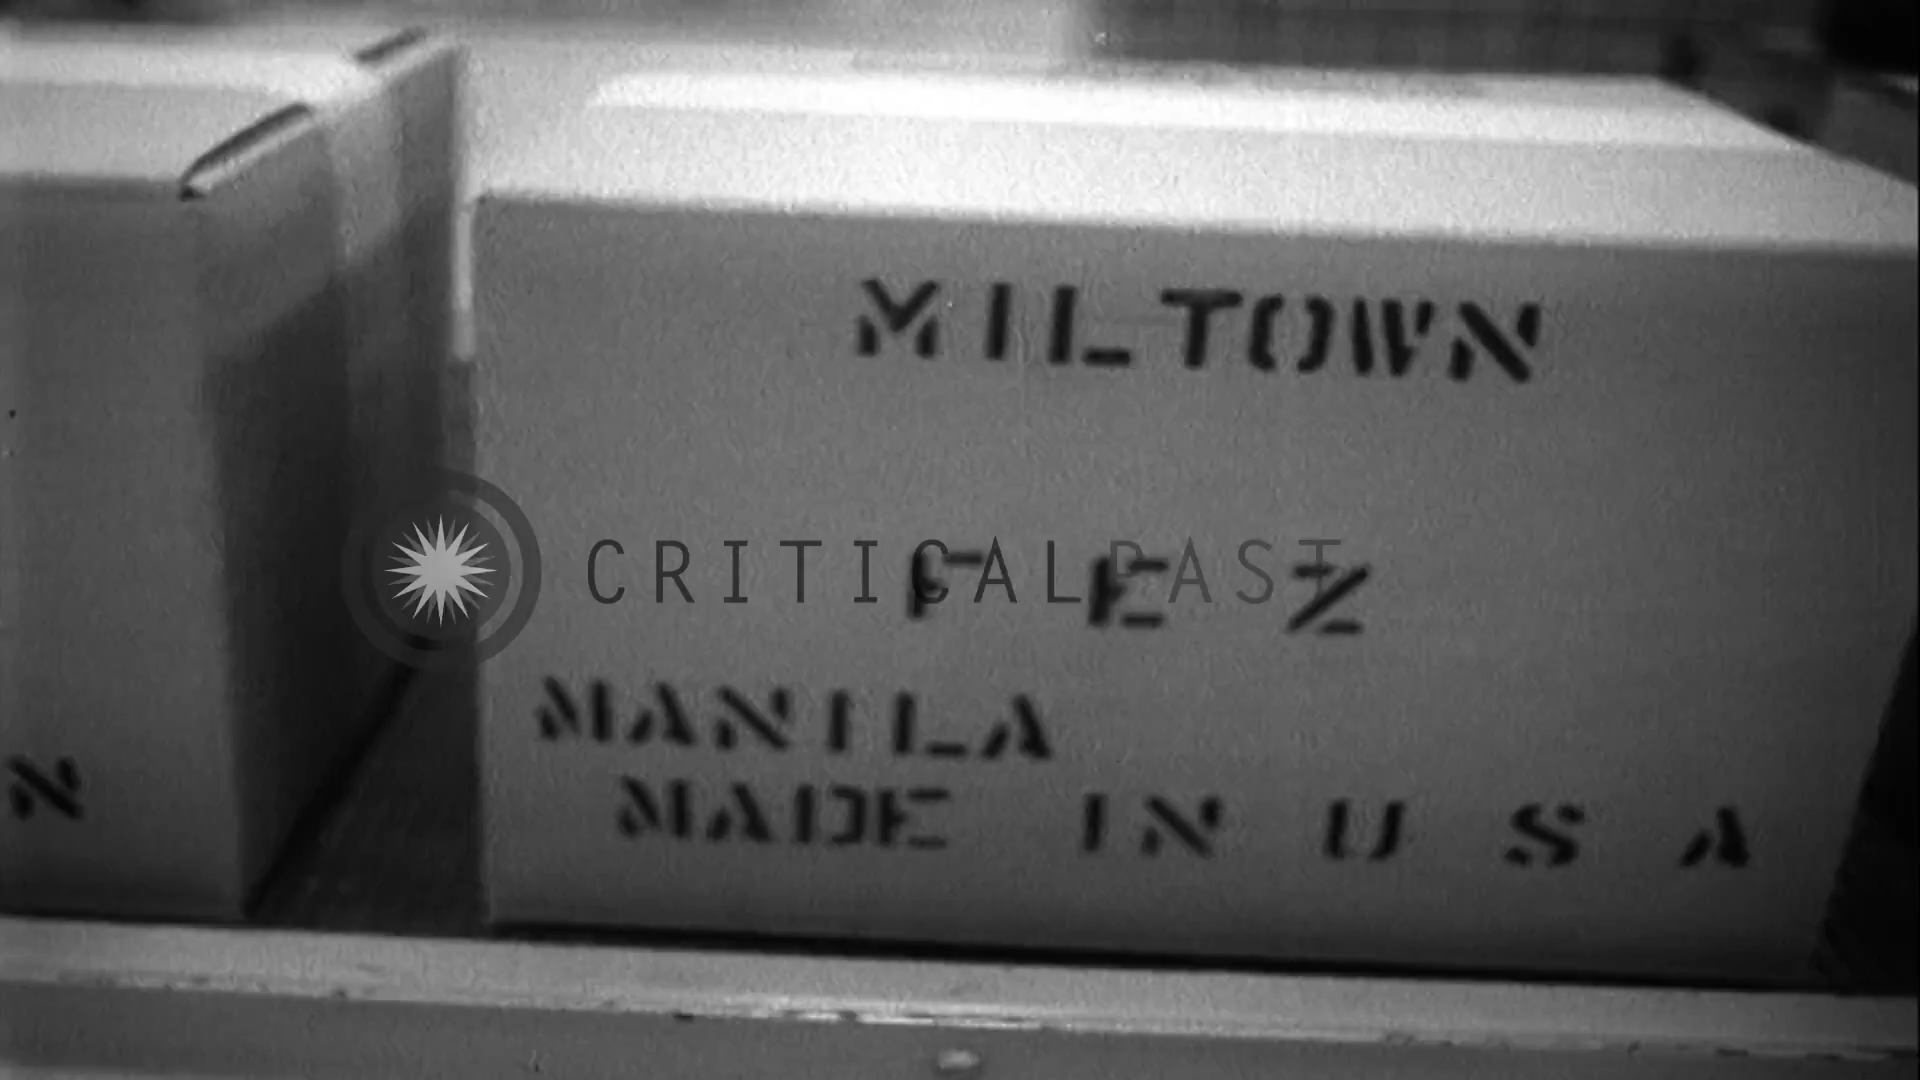 MILTOWN
CRITICALPAST
F E Z
MANILA
MADE IN U S A
N